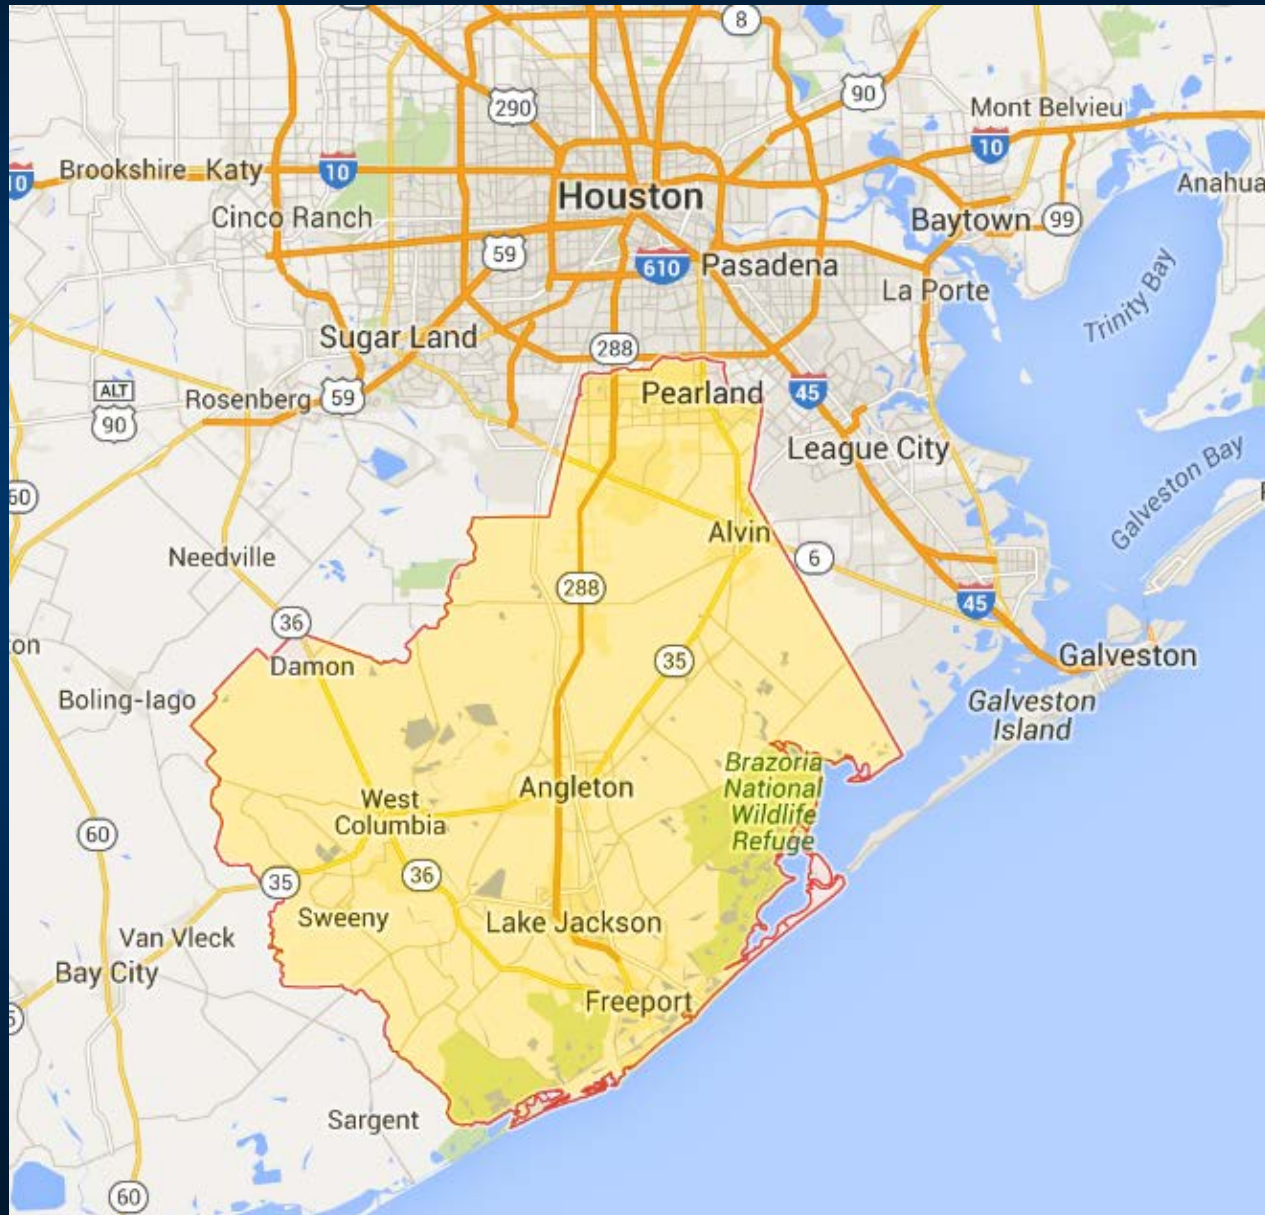 8
290
90
Mont Belvieu
10
Brookshire
Katy
10
10
Anahua
Houston
Cinco Ranch
Baytown
99
59
610
Pasadena
La Porte
Trinity Bay
Sugar Land
288
Pearland
45
ALT
90
Rosenberg
59
League City
Galveston Bay
60
Alvin
Needville
6
288
45
36
ton
Damon
35
Galveston
Boling-Iago
Galveston
Island
Brazoria
National
Wildlife
Refuge
Angleton
West
Columbia
60
36
35
Sweeny
Lake Jackson
Van Vleck
Bay City
Freeport
Sargent
60